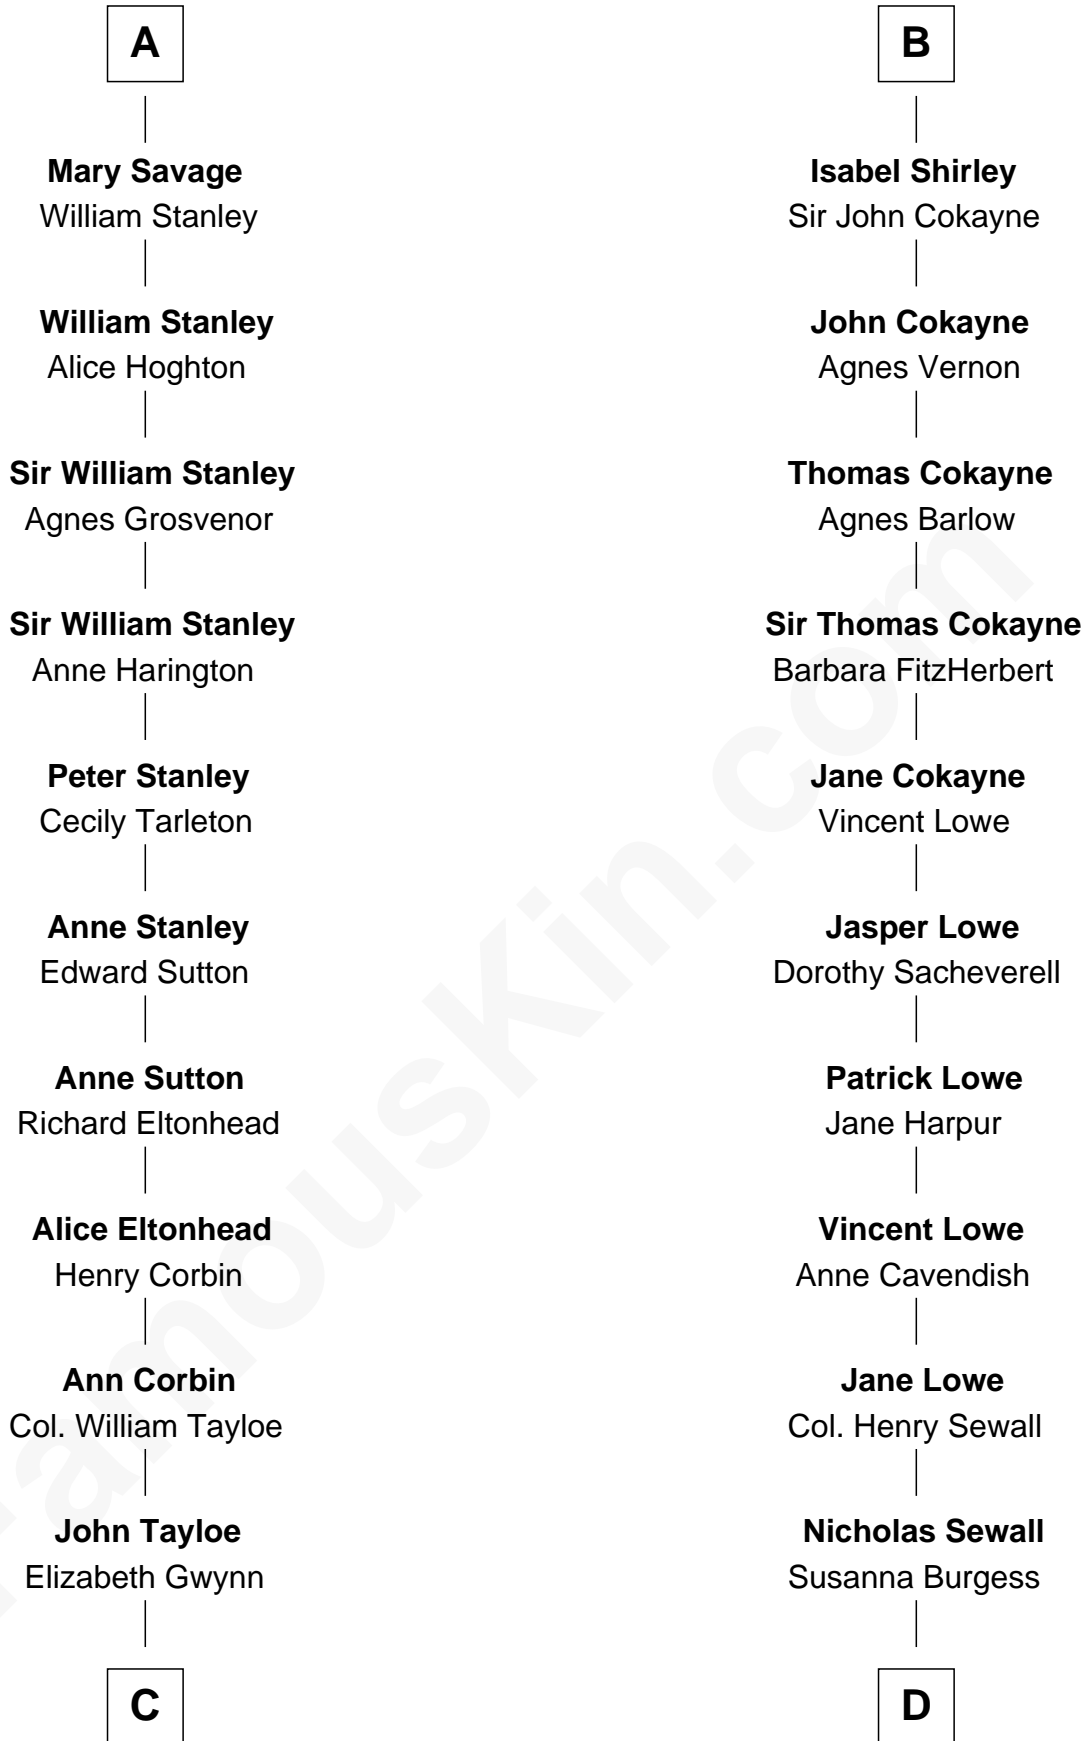 A
Mary Savage
William Stanley
William Stanley
Alice Hoghton
Sir William Stanley
Agnes Grosvenor
Sir William Stanley
Anne Harington
Peter Stanley
Cecily Tarleton
Anne Stanley
Edward Sutton
Anne Sutton
Richard Eltonhead
Alice Eltonhead
Henry Corbin
Ann Corbin
Col. William Tayloe
John Tayloe
Elizabeth Gwynn
C
B
Isabel Shirley
Sir John Cokayne
John Cokayne
Agnes Vernon
Thomas Cokayne
Agnes Barlow
Sir Thomas Cokayne
Barbara FitzHerbert
Jane Cokayne
Vincent Lowe
Jasper Lowe
Dorothy Sacheverell
Patrick Lowe
Jane Harpur
Vincent Lowe
Anne Cavendish
Jane Lowe
Col. Henry Sewall
Nicholas Sewall
Susanna Burgess
D
FamousKin.com